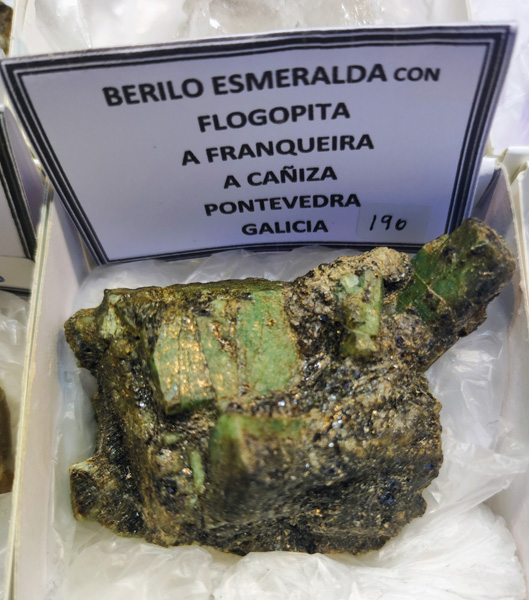 BERILO ESMERALDA CON
FLOGOPITA
A FRANQUEIRA
A CAÑIZA
PONTEVEDRA
GALICIA 190